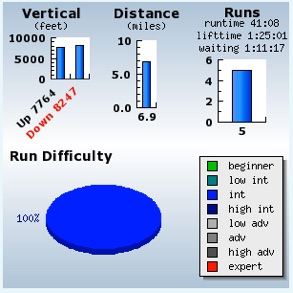 Vertical
(feet)
10000
5000
0
Up 7764
Down 8247
Distance
(miles)
10
5.0
0.0
6.9
Runs
runtime 41:08
lifttime 1:25:01
waiting 1:11:17
6
4
2
0
5
Run Difficulty
100%
beginner
low int
int
high int
low adv
adv
high adv
expert